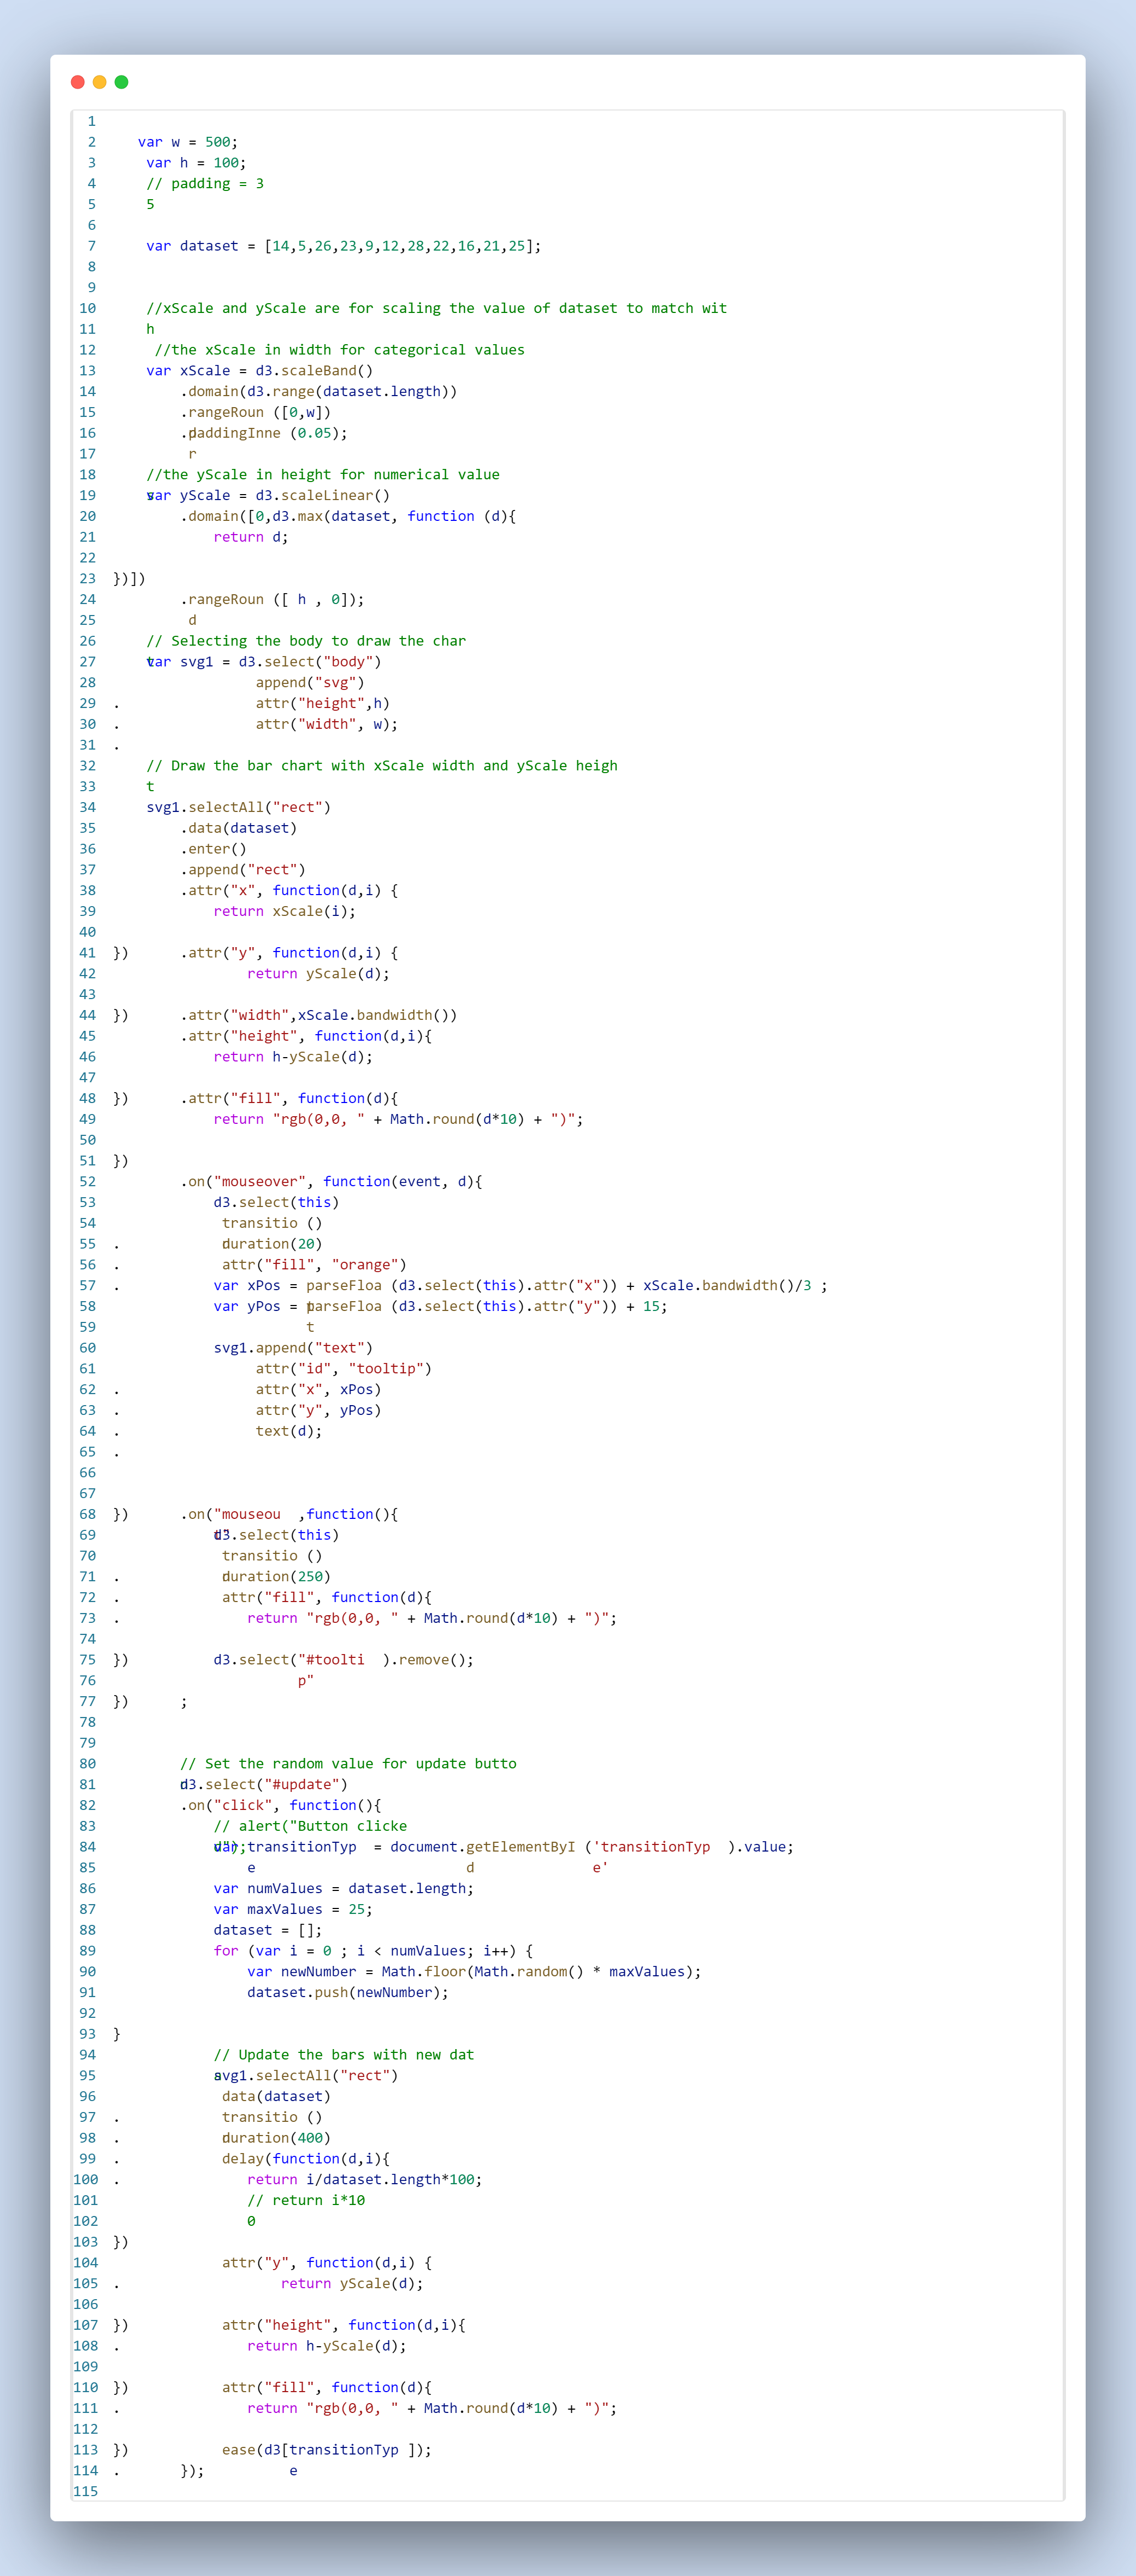 1
2 var w = 500;
3 var h = 100;
4 // padding = 3
5 5
6
7 var dataset = [14,5,26,23,9,12,28,22,16,21,25];
8
9
10 //xScale and yScale are for scaling the value of dataset to match wit
11 h
12 //the xScale in width for categorical values
13 var xScale = d3.scaleBand()
14 .domain(d3.range(dataset.length))
15 .rangeRoun ([0,w])
16 .paddingInne (0.05);
17 r
18 //the yScale in height for numerical value
19 var yScale = d3.scaleLinear()
20 .domain([0,d3.max(dataset, function (d){
21 return d;
22
23 })])
24 .rangeRoun ([ h , 0]);
25 d
26 // Selecting the body to draw the char
27 var svg1 = d3.select("body")
28 append("svg")
29 . attr("height",h)
30 . attr("width", w);
31 .
32 // Draw the bar chart with xScale width and yScale heigh
33 t
34 svg1.selectAll("rect")
35 .data(dataset)
36 .enter()
37 .append("rect")
38 .attr("x", function(d,i) {
39 return xScale(i);
40
41 }) .attr("y", function(d,i) {
42 return yScale(d);
43
44 }) .attr("width",xScale.bandwidth())
45 .attr("height", function(d,i){
46 return h-yScale(d);
47
48 }) .attr("fill", function(d){
49 return "rgb(0,0, " + Math.round(d*10) + ")";
50
51 })
52 .on("mouseover", function(event, d){
53 d3.select(this)
54 transitio ()
55 . duration(20)
56 . attr("fill", "orange")
57 . var xPos = parseFloa (d3.select(this).attr("x")) + xScale.bandwidth()/3 ;
58 var yPos = parseFloa (d3.select(this).attr("y")) + 15;
59 t
60 svg1.append("text")
61 attr("id", "tooltip")
62 . attr("x", xPos)
63 . attr("y", yPos)
64 . text(d);
65 .
66
67
68 }) .on("mouseou ,function(){
69 d3.select(this)
70 transitio ()
71 . duration(250)
72 . attr("fill", function(d){
73 . return "rgb(0,0, " + Math.round(d*10) + ")";
74
75 }) d3.select("#toolti ).remove();
76 p"
77 }) ;
78
79
80 // Set the random value for update butto
81 d3.select("#update")
82 .on("click", function(){
83 // alert("Button clicke
84 var transitionTyp = document.getElementByI ('transitionTyp ).value;
85 e d e'
86 var numValues = dataset.length;
87 var maxValues = 25;
88 dataset = [];
89 for (var i = 0 ; i < numValues; i++) {
90 var newNumber = Math.floor(Math.random() * maxValues);
91 dataset.push(newNumber);
92
93 }
94 // Update the bars with new dat
95 svg1.selectAll("rect")
96 data(dataset)
97 . transitio ()
98 . duration(400)
99 . delay(function(d,i){
100 . return i/dataset.length*100;
101 // return i*10
102 0
103 })
104 attr("y", function(d,i) {
105 . return yScale(d);
106
107 }) attr("height", function(d,i){
108 . return h-yScale(d);
109
110 }) attr("fill", function(d){
111 . return "rgb(0,0, " + Math.round(d*10) + ")";
112
113 }) ease(d3[transitionTyp ]);
114 . }); e
115